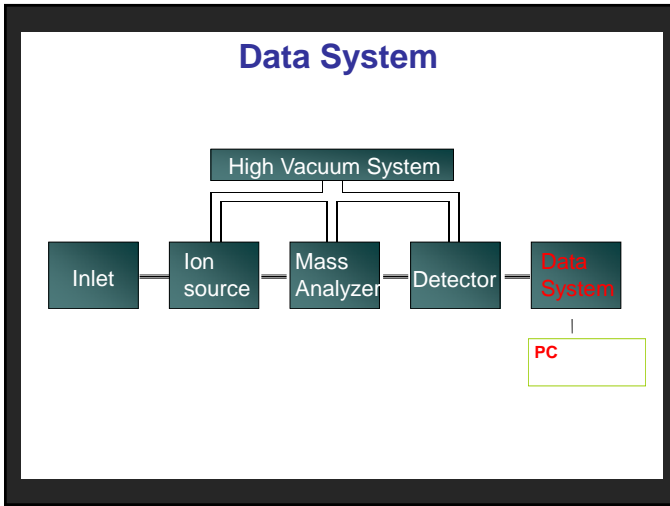 Data System
High Vacuum System
Inlet
Ion
source
Mass
Analyzer
Detector
Data
System
PC